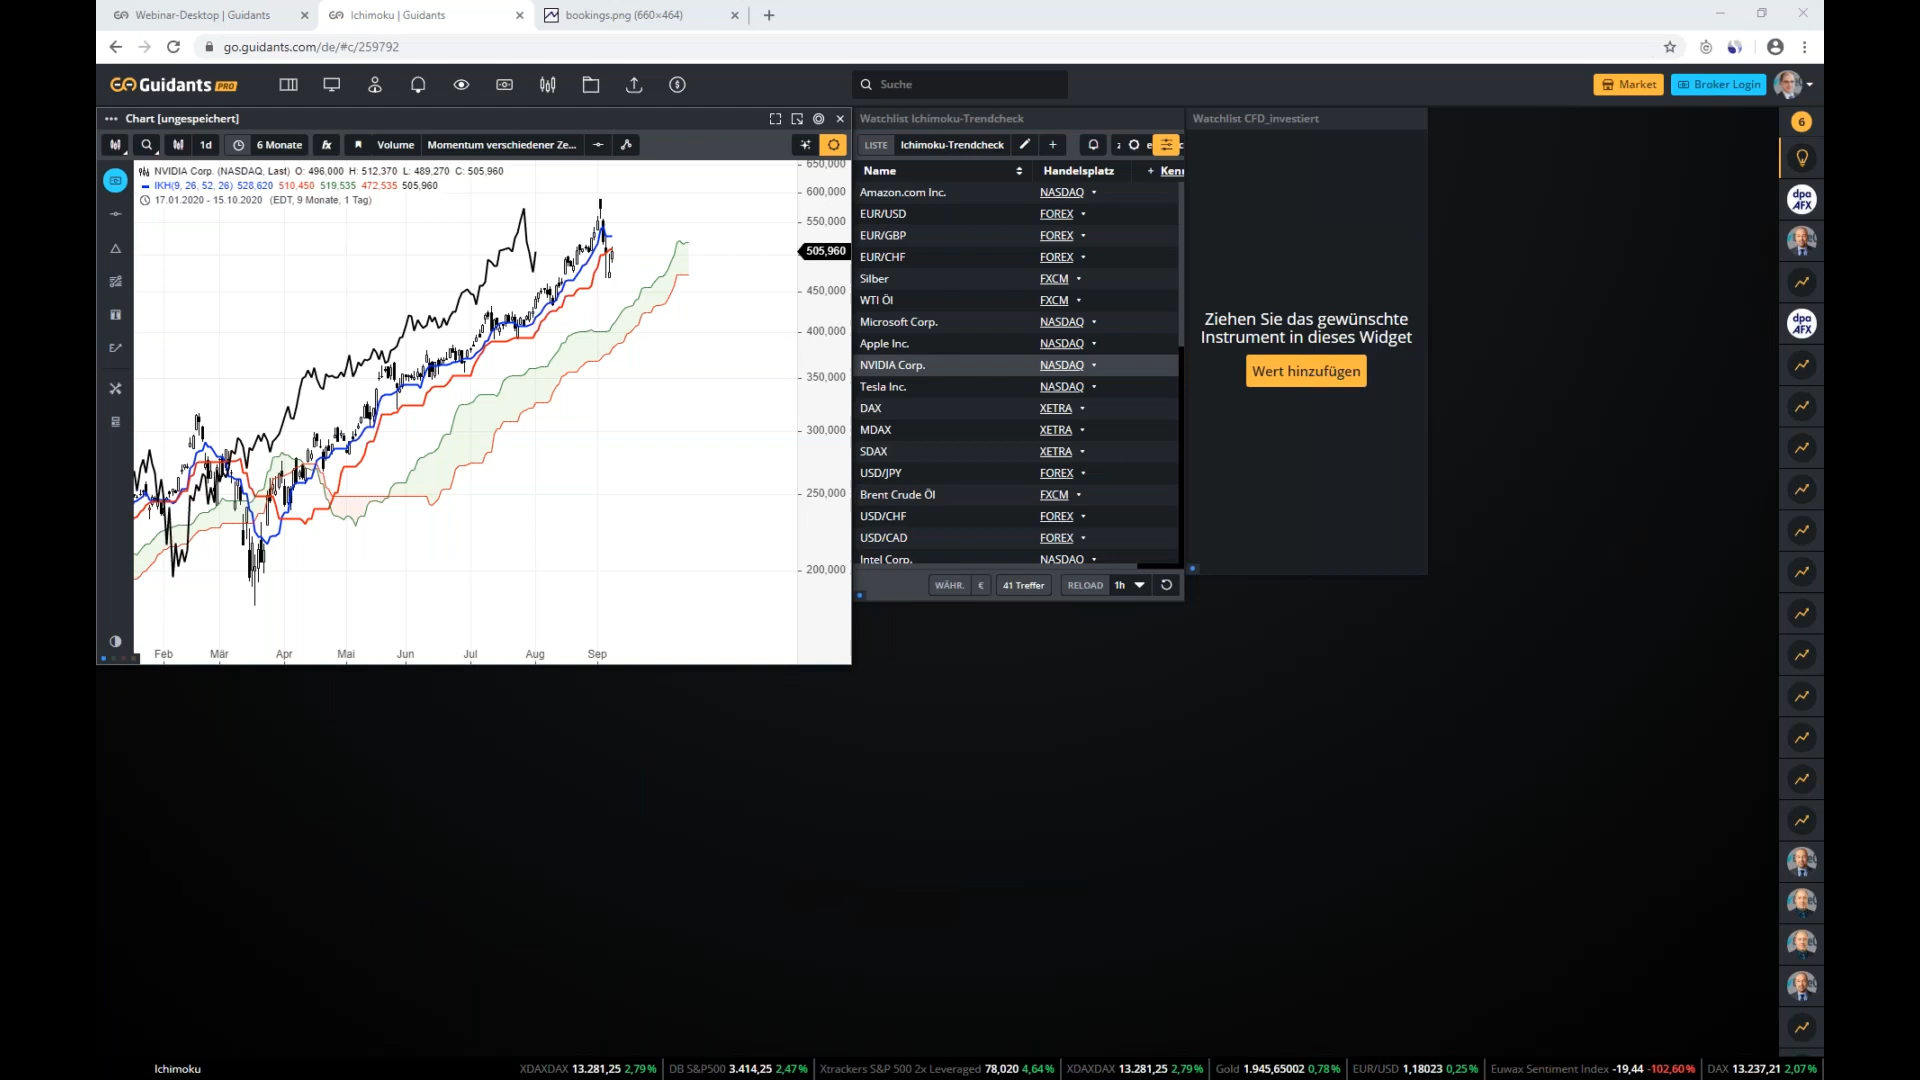 Webinar-Desktop | Guidants
Ichimoku | Guidants
bookings.png (660×464)
go.guidants.com/de/#c/259792
Guidants PRO
Suche
Market
Broker Login
Chart [ungespeichert]
Watchlist Ichimoku-Trendcheck
Watchlist CFD_investiert
6
1d
6 Monate
fx
Volume
Momentum verschiedener Ze...
LISTE
Ichimoku-Trendcheck
NVIDIA Corp. (NASDAQ, Last) O: 496,000 H: 512,370 L: 489,270 C: 505,960
IKH(9, 26, 52, 26) 528,620 510,450 519,535 472,535 505,960
17.01.2020 - 15.10.2020 (EDT, 9 Monate, 1 Tag)
650,000
600,000
550,000
505,960
450,000
400,000
350,000
300,000
250,000
200,000
Feb
Mär
Apr
Mai
Jun
Jul
Aug
Sep
Name
Handelsplatz
+ Kenn
Amazon.com Inc. NASDAQ
EUR/USD FOREX
EUR/GBP FOREX
EUR/CHF FOREX
Silber FXCM
WTI Öl FXCM
Microsoft Corp. NASDAQ
Apple Inc. NASDAQ
NVIDIA Corp. NASDAQ
Tesla Inc. NASDAQ
DAX XETRA
MDAX XETRA
SDAX XETRA
USD/JPY FOREX
Brent Crude Öl FXCM
USD/CHF FOREX
USD/CAD FOREX
Intel Corp. NASDAQ
WÄHR. €
41 Treffer
RELOAD 1h
Ziehen Sie das gewünschte
Instrument in dieses Widget
Wert hinzufügen
dpa
AFX
dpa
AFX
Ichimoku
XDAXDAX 13.281,25 2,79%
DB S&P500 3.414,25 2,47%
Xtrackers S&P 500 2x Leveraged 78,020 4,64%
XDAXDAX 13.281,25 2,79%
Gold 1.945,65002 0,78%
EUR/USD 1,18023 0,25%
Euwax Sentiment Index -19,44 -102,60%
DAX 13.237,21 2,07%